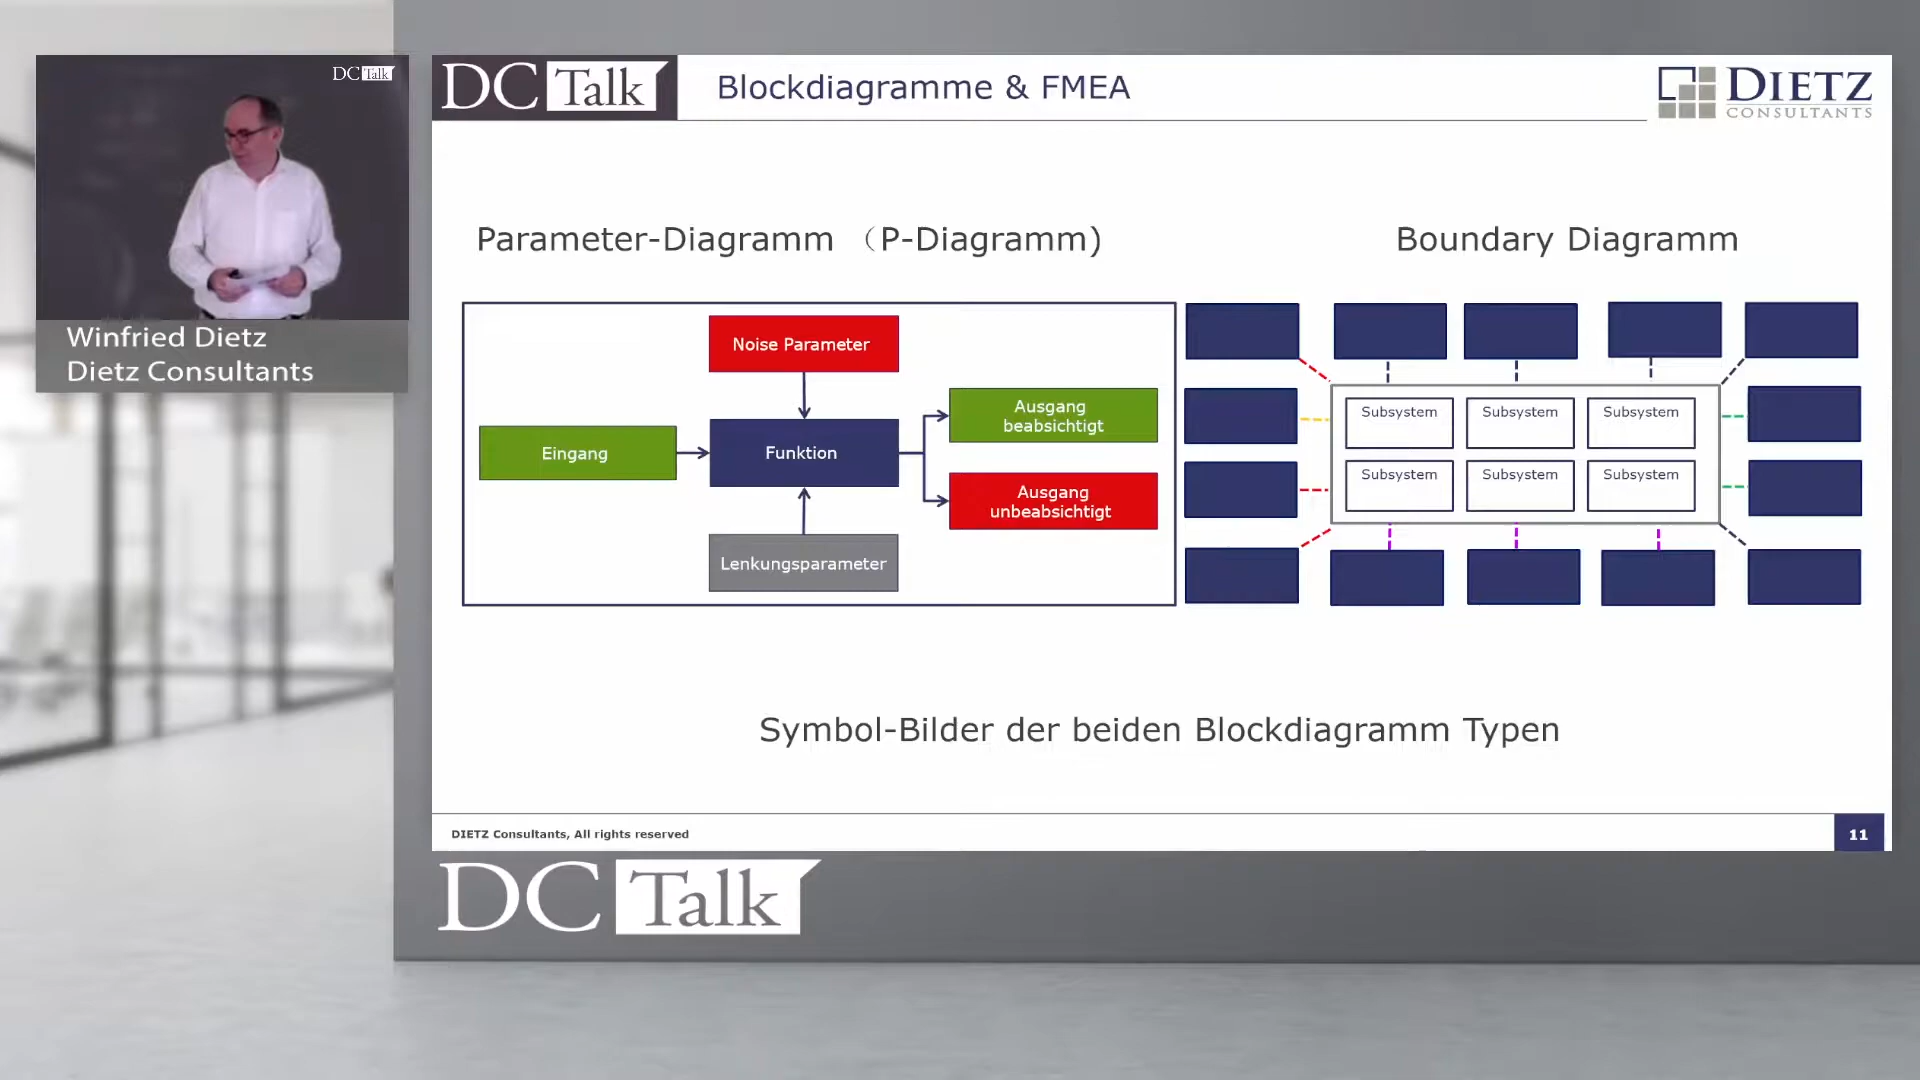 DC Talk
Winfried Dietz
Dietz Consultants
DC Talk
Blockdiagramme & FMEA
DIETZ
CONSULTANTS
Parameter-Diagramm （P-Diagramm)
Boundary Diagramm
Noise Parameter
Eingang
Funktion
Ausgang
beabsichtigt
Ausgang
unbeabsichtigt
Lenkungsparameter
Subsystem Subsystem Subsystem
Subsystem Subsystem Subsystem
Symbol-Bilder der beiden Blockdiagramm Typen
DIETZ Consultants, All rights reserved
11
DC Talk